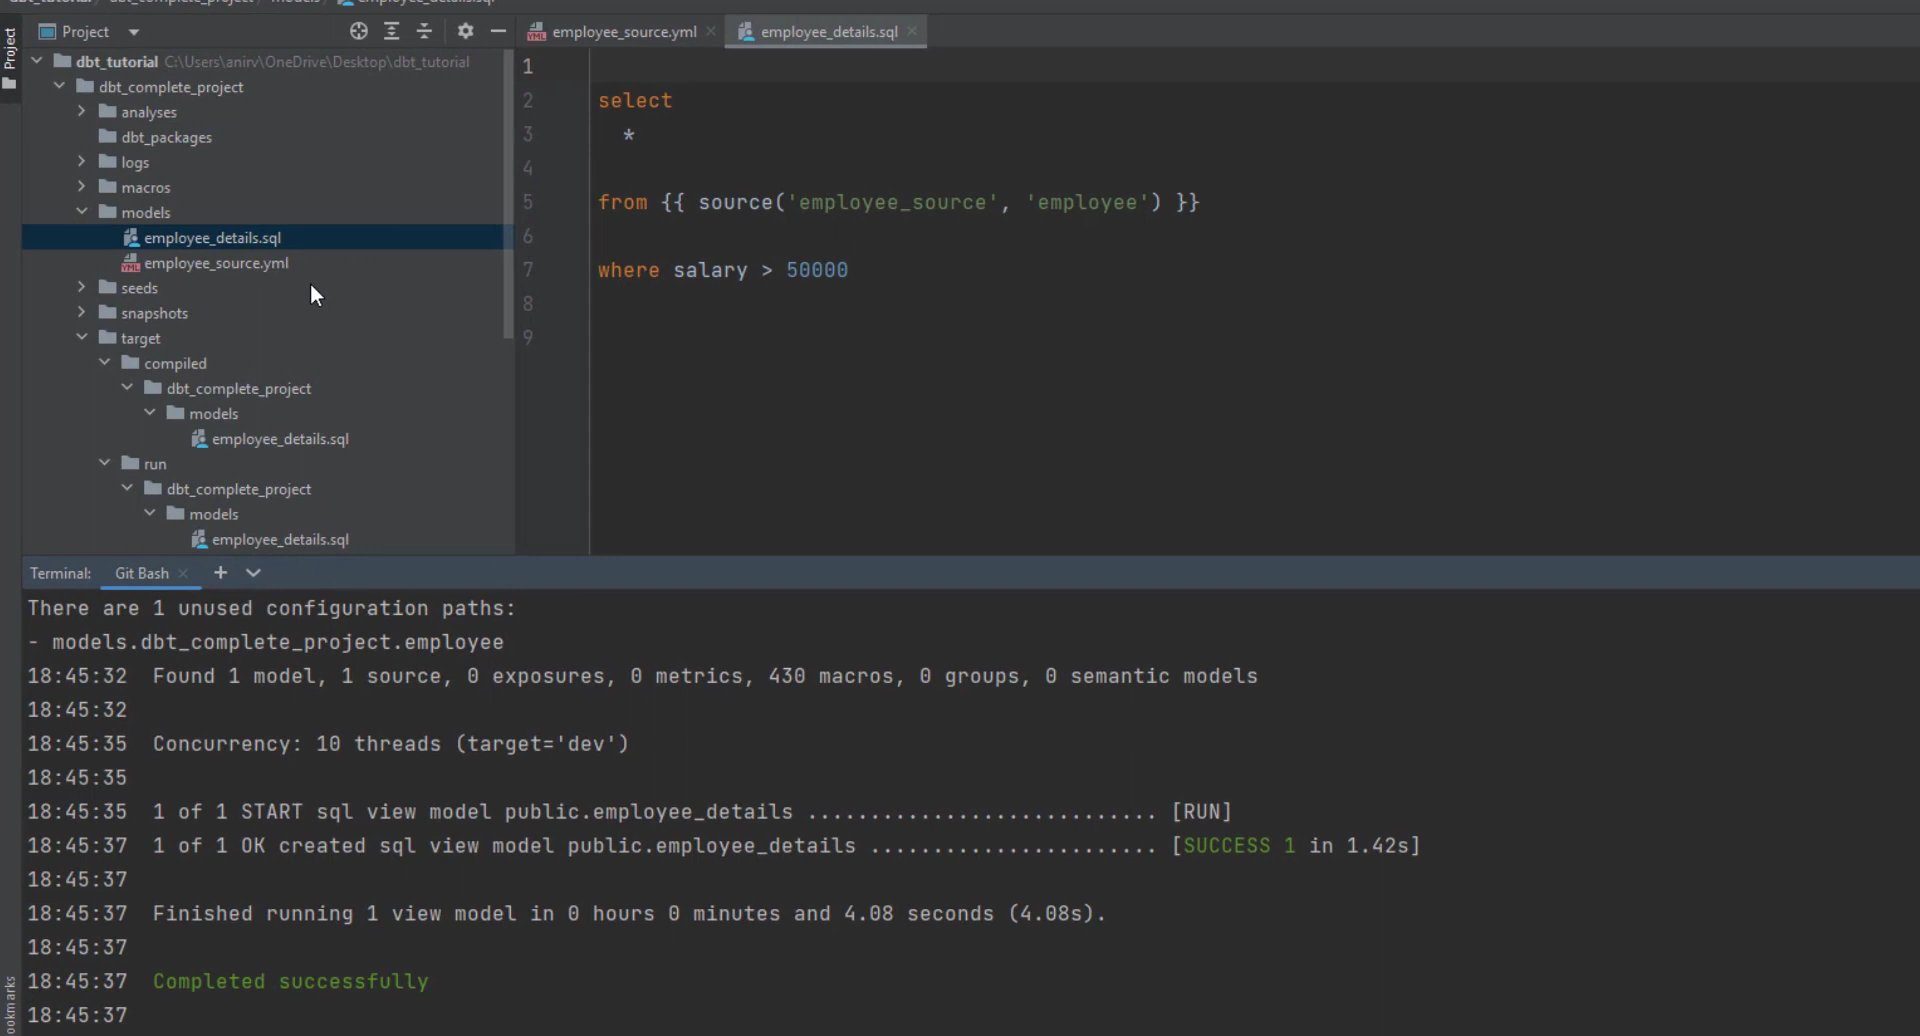 Project
employee_source.yml
employee_details.sql
dbt_tutorial C:\Users\anirv\OneDrive\Desktop\dbt_tutorial
dbt_complete_project
analyses
dbt_packages
logs
macros
models
employee_details.sql
employee_source.yml
seeds
snapshots
target
compiled
dbt_complete_project
models
employee_details.sql
run
dbt_complete_project
models
employee_details.sql
Project
1
2 select
3 *
4
5 from {{ source('employee_source', 'employee') }}
6
7 where salary > 50000
8
9
Terminal: Git Bash
There are 1 unused configuration paths:
- models.dbt_complete_project.employee
18:45:32 Found 1 model, 1 source, 0 exposures, 0 metrics, 430 macros, 0 groups, 0 semantic models
18:45:32
18:45:35 Concurrency: 10 threads (target='dev')
18:45:35
18:45:35 1 of 1 START sql view model public.employee_details ............................ [RUN]
18:45:37 1 of 1 OK created sql view model public.employee_details ....................... [SUCCESS 1 in 1.42s]
18:45:37
18:45:37 Finished running 1 view model in 0 hours 0 minutes and 4.08 seconds (4.08s).
18:45:37
18:45:37 Completed successfully
18:45:37